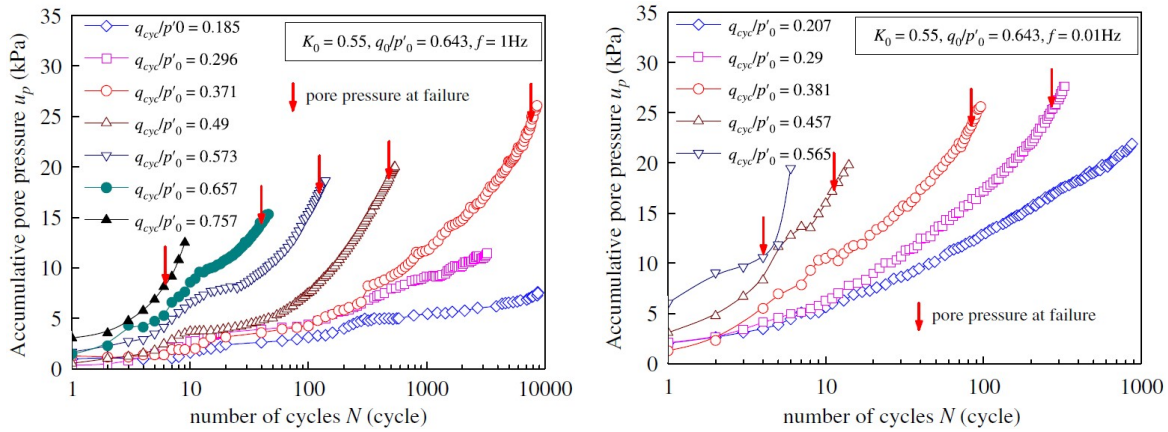 35
30
25
20
15
10
5
0
Accumulative pore pressure u_p (kPa)
q_cyc/p'0 = 0.185
q_cyc/p'_0 = 0.296
q_cyc/p'_0 = 0.371
q_cyc/p'_0 = 0.49
q_cyc/p'_0 = 0.573
q_cyc/p'_0 = 0.657
q_cyc/p'_0 = 0.757
K_0 = 0.55, q_0/p'_0 = 0.643, f = 1Hz
pore pressure at failure
1 10 100 1000 10000
number of cycles N (cycle)
35
30
25
20
15
10
5
0
Accumulative pore pressure u_p (kPa)
q_cyc/p'_0 = 0.207
q_cyc/p'_0 = 0.29
q_cyc/p'_0 = 0.381
q_cyc/p'_0 = 0.457
q_cyc/p'_0 = 0.565
K_0 = 0.55, q_0/p'_0 = 0.643, f = 0.01Hz
pore pressure at failure
1 10 100 1000
number of cycles N (cycle)